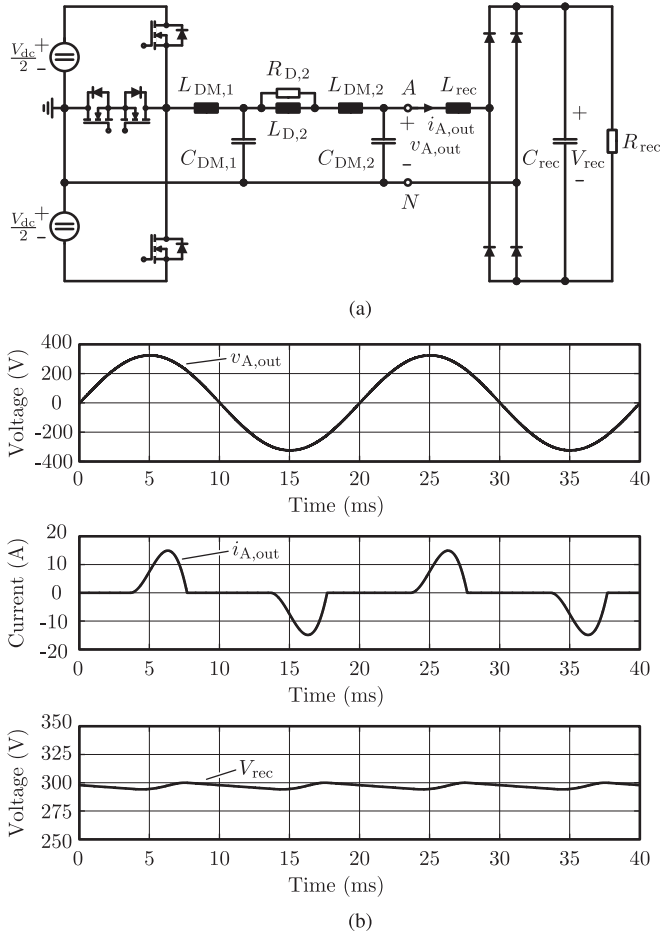 V_dc/2 + -
R_D,2
L_DM,1 L_DM,2 A L_rec
L_D,2 + i_A,out
v_A,out
C_DM,1 C_DM,2 - C_rec + V_rec - R_rec
V_dc/2 + -
N
(a)
400
200
0
-200
-400
Voltage (V)
v_A,out
0 5 10 15 20 25 30 35 40
Time (ms)
20
10
0
-10
-20
Current (A)
i_A,out
0 5 10 15 20 25 30 35 40
Time (ms)
350
325
300
275
250
Voltage (V)
V_rec
0 5 10 15 20 25 30 35 40
Time (ms)
(b)